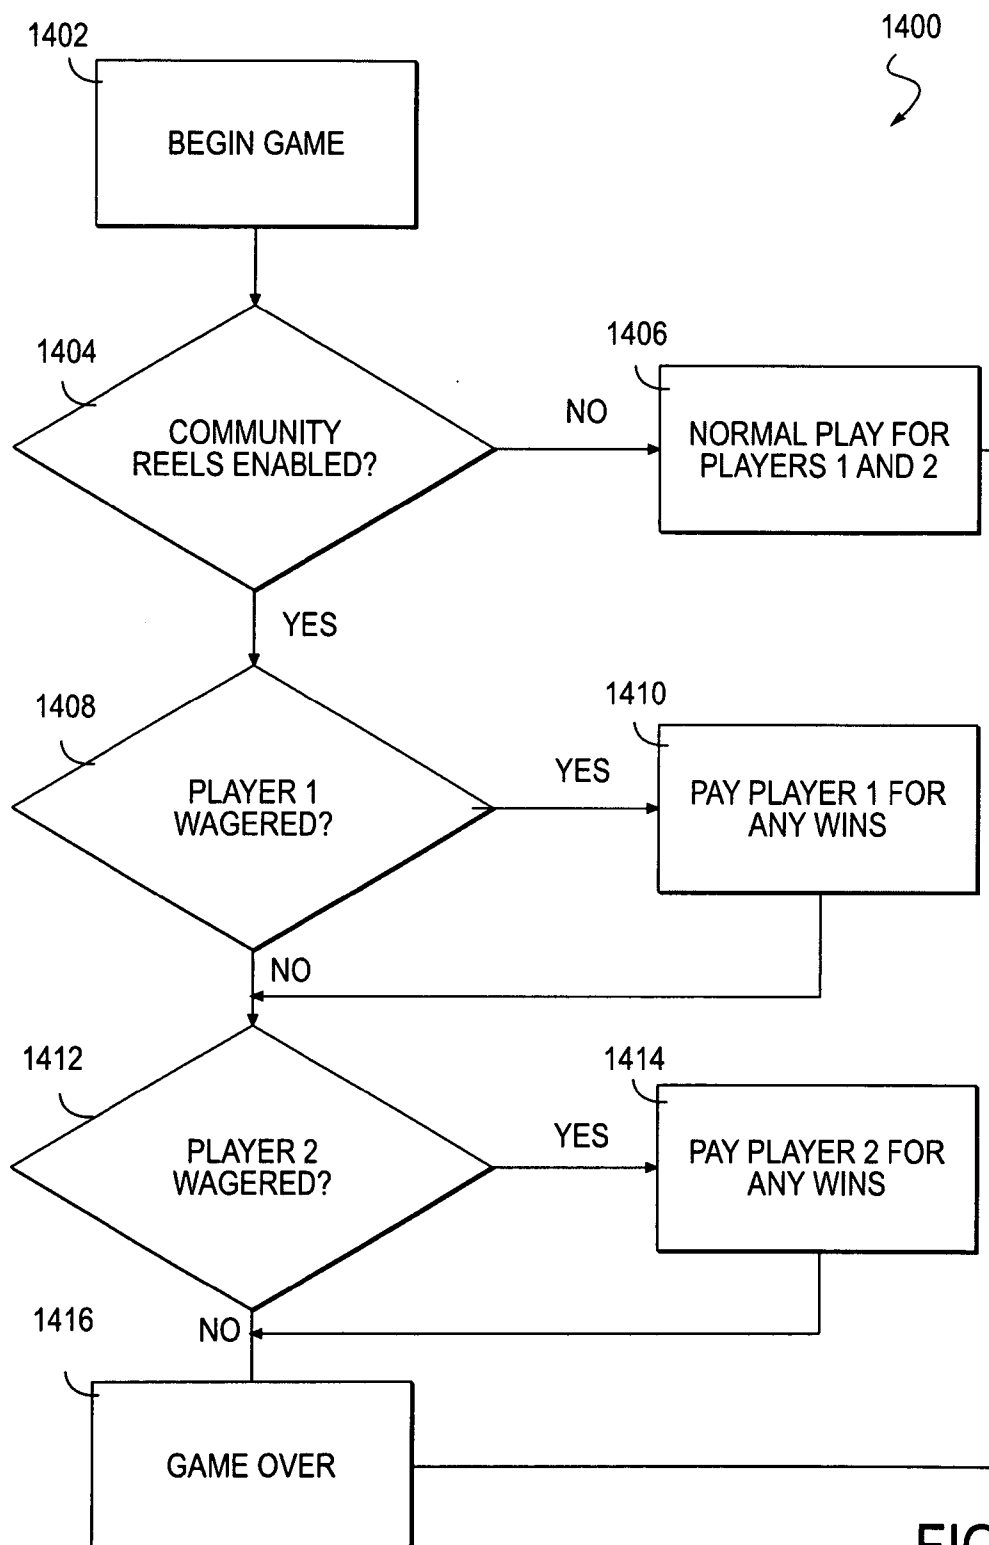 1402
1400
BEGIN GAME
1404
COMMUNITY
REELS ENABLED?
NO
1406
NORMAL PLAY FOR
PLAYERS 1 AND 2
YES
1408
PLAYER 1
WAGERED?
YES
1410
PAY PLAYER 1 FOR
ANY WINS
NO
1412
PLAYER 2
WAGERED?
YES
1414
PAY PLAYER 2 FOR
ANY WINS
1416
NO
GAME OVER